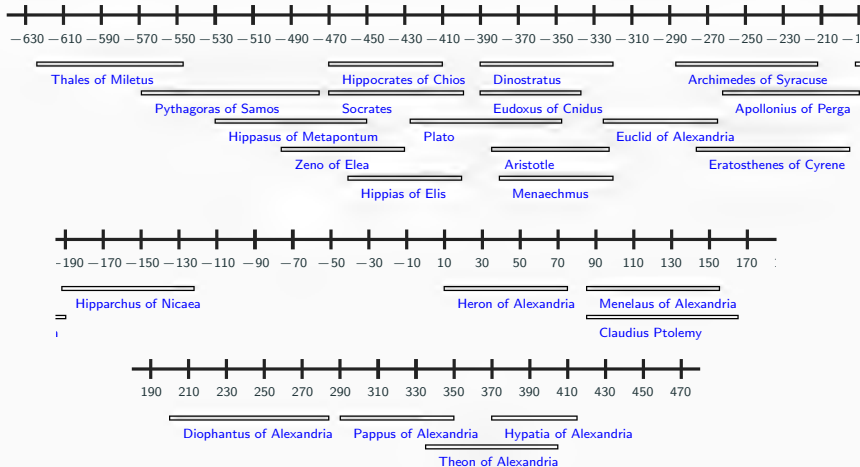 −630 −610 −590 −570 −550 −530 −510 −490 −470 −450 −430 −410 −390 −370 −350 −330 −310 −290 −270 −250 −230 −210 −1
Thales of Miletus Hippocrates of Chios Dinostratus Archimedes of Syracuse
Pythagoras of Samos Socrates Eudoxus of Cnidus Apollonius of Perga
Hippasus of Metapontum Plato Euclid of Alexandria
Zeno of Elea Aristotle Eratosthenes of Cyrene
Hippias of Elis Menaechmus
-190 −170 −150 −130 −110 −90 −70 −50 −30 −10 10 30 50 70 90 110 130 150 170
Hipparchus of Nicaea Heron of Alexandria Menelaus of Alexandria
Claudius Ptolemy
190 210 230 250 270 290 310 330 350 370 390 410 430 450 470
Diophantus of Alexandria Pappus of Alexandria Hypatia of Alexandria
Theon of Alexandria